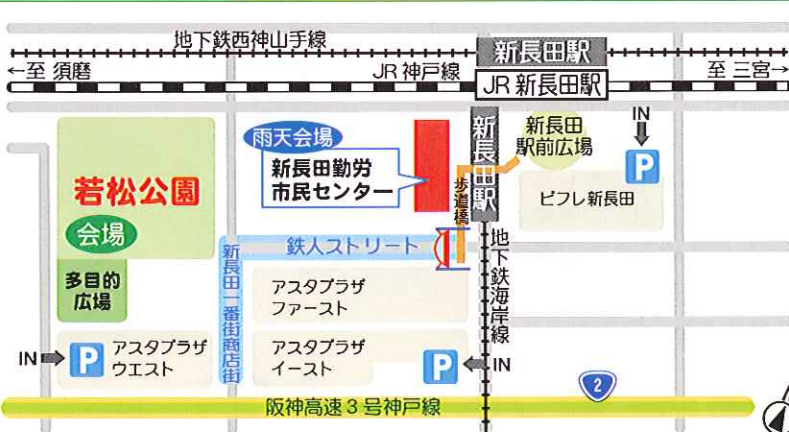 地下鉄西神山手線
新長田駅
←至 須磨
JR 神戸線
JR 新長田駅
至 三宮→
若松公園
会場
多目的
広場
雨天会場
新長田勤労
市民センター
新長田駅
歩道橋
新長田
駅前広場
IN
P
ピフレ新長田
鉄人ストリート
新長田一番街商店街
地下鉄海岸線
アスタプラザ
ファースト
IN
P
アスタプラザ
ウエスト
アスタプラザ
イースト
P
IN
2
阪神高速3号神戸線